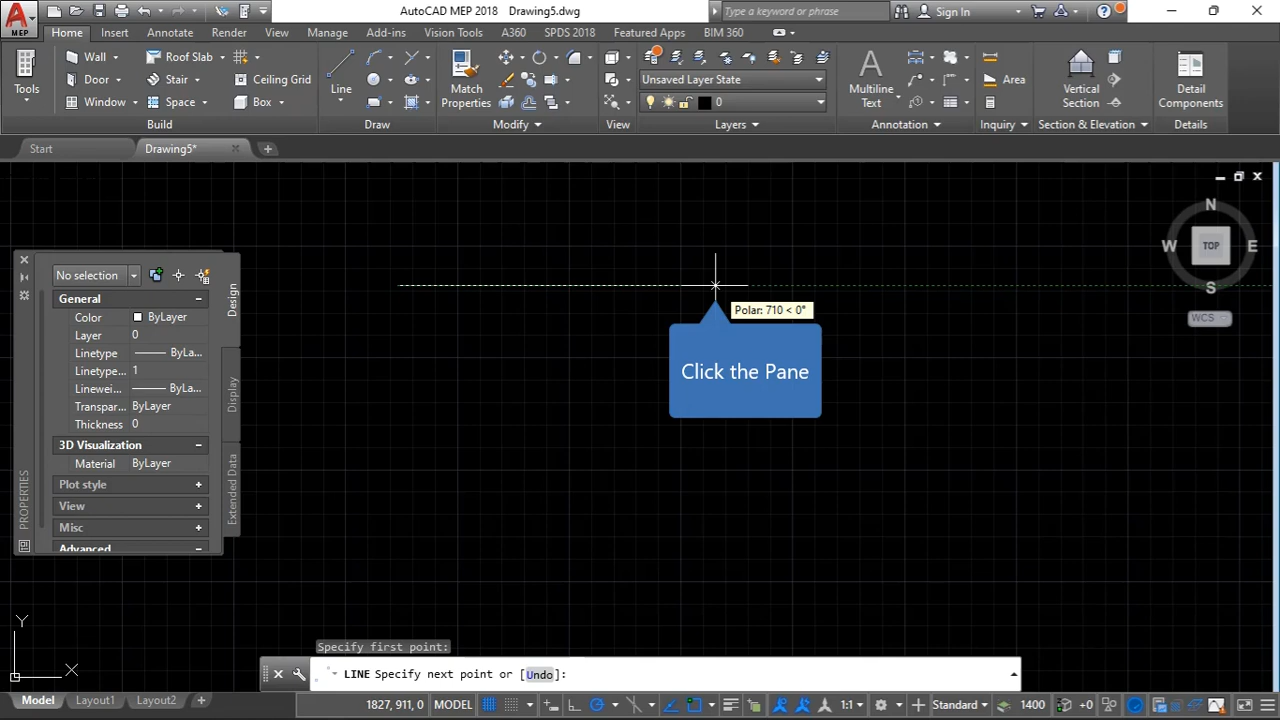 A
MEP
AutoCAD MEP 2018 Drawing5.dwg
Type a keyword or phrase
Sign In
Home Insert Annotate Render View Manage Add-ins Vision Tools A360 SPDS 2018 Featured Apps BIM 360
Wall Roof Slab
Door Stair Ceiling Grid
Window Space Box
Tools
Build
Line
Draw
Match
Properties
Modify
View
Unsaved Layer State
0
Layers
Multiline
Text
Annotation
Area
Inquiry
Vertical
Section
Section & Elevation
Detail
Components
Details
Start Drawing5*
N
W TOP E
S
WCS
Polar: 710 < 0°
Click the Pane
PROPERTIES
No selection
General
Color ByLayer
Layer 0
Linetype ByLa...
Linetype... 1
Linewei... ByLa...
Transpar... ByLayer
Thickness 0
3D Visualization
Material ByLayer
Plot style
View
Misc
Advanced
Design
Display
Extended Data
Y
X
Specify first point:
LINE Specify next point or [Undo]:
Model Layout1 Layout2
1827, 911, 0 MODEL
1:1
Standard
1400
+0